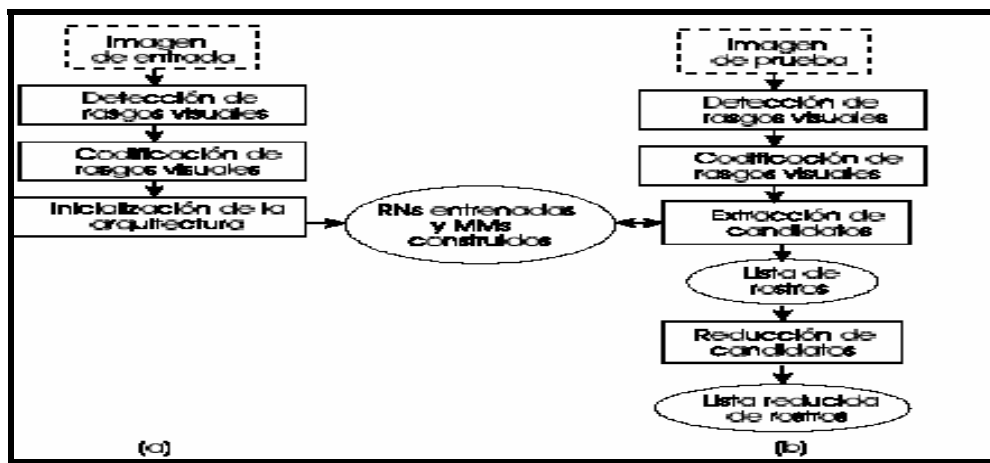 Imagen
de entrada
Detección de
rasgos visuales
Codificación de
rasgos visuales
Inicialización de la
arquitectura
RNs entrenadas
y MMs
construidos
(a)
Imagen
de prueba
Detección de
rasgos visuales
Codificación de
rasgos visuales
Extracción de
candidatos
Lista de
rostros
Reducción de
candidatos
Lista reducida
de rostros
(b)